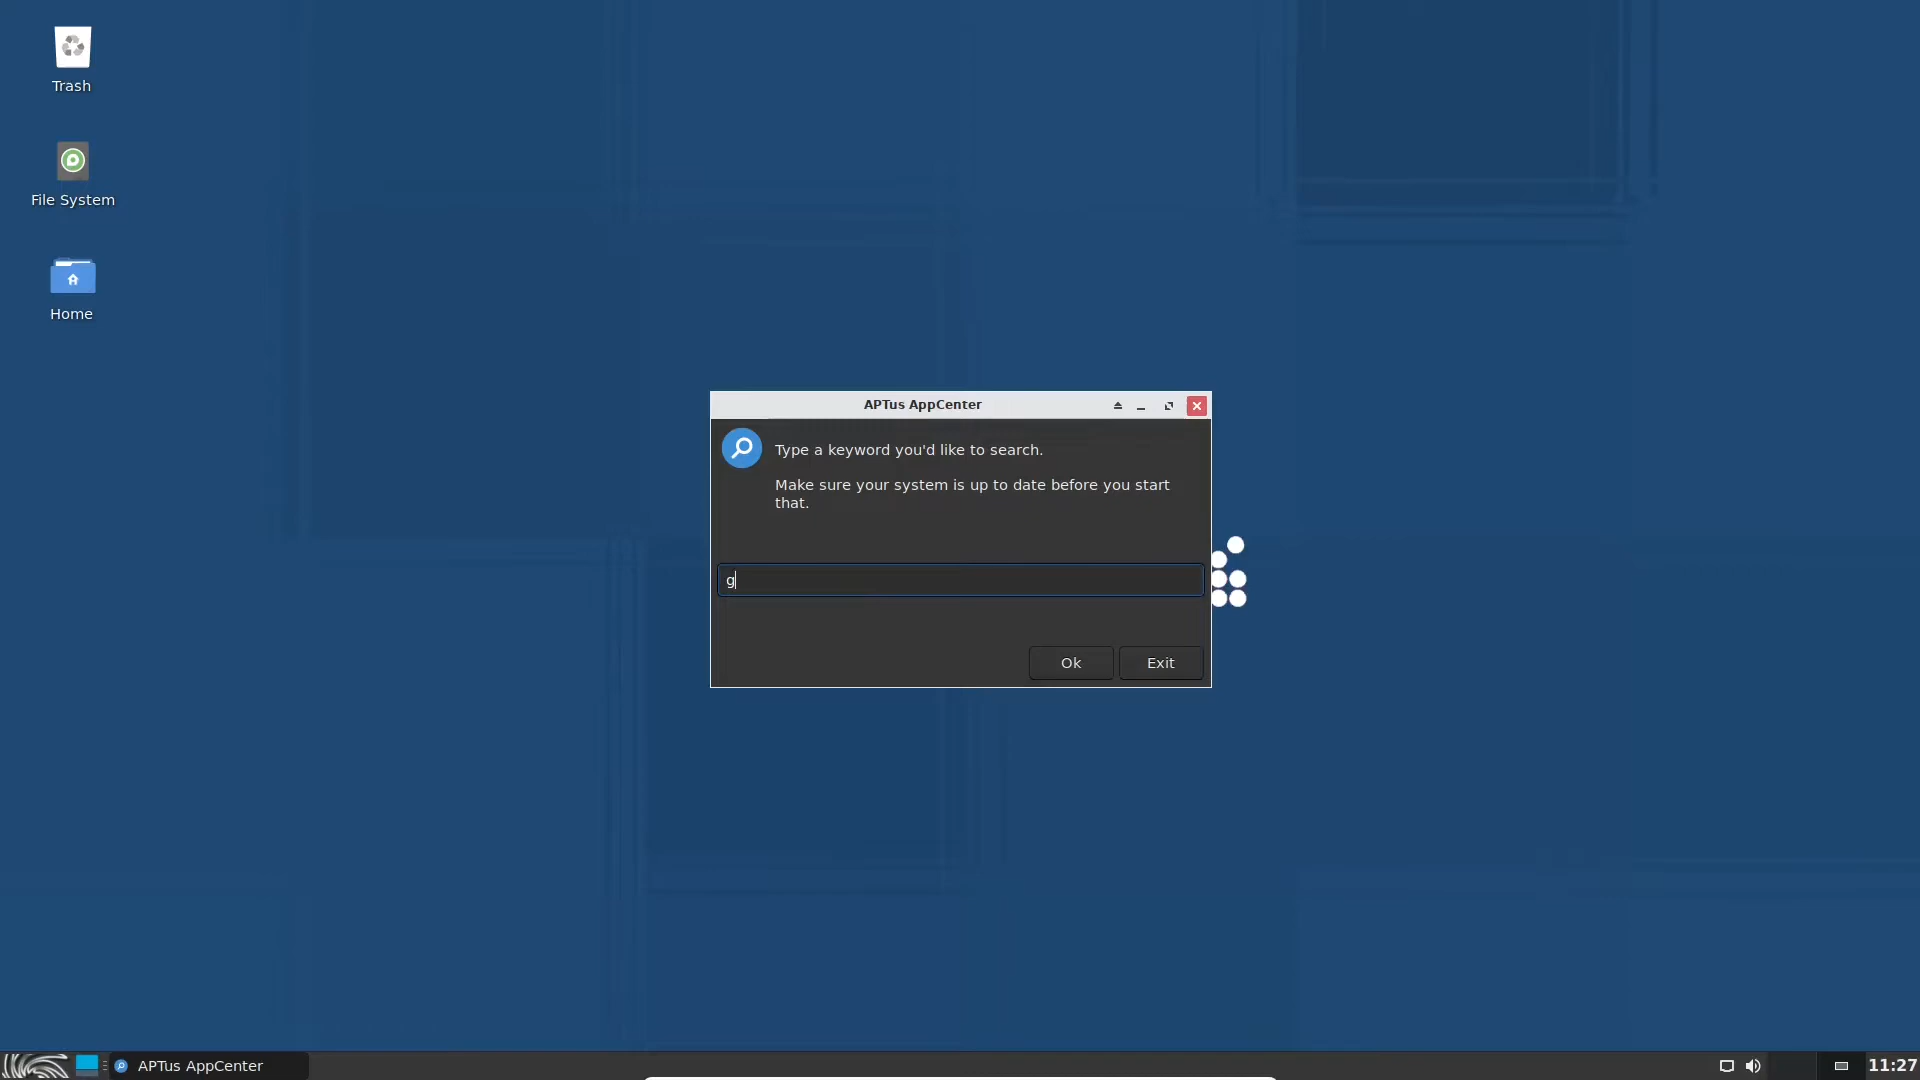 Trash
File System
Home
APTus AppCenter
Type a keyword you'd like to search.
Make sure your system is up to date before you start
that.
g
Ok
Exit
APTus AppCenter
11:27